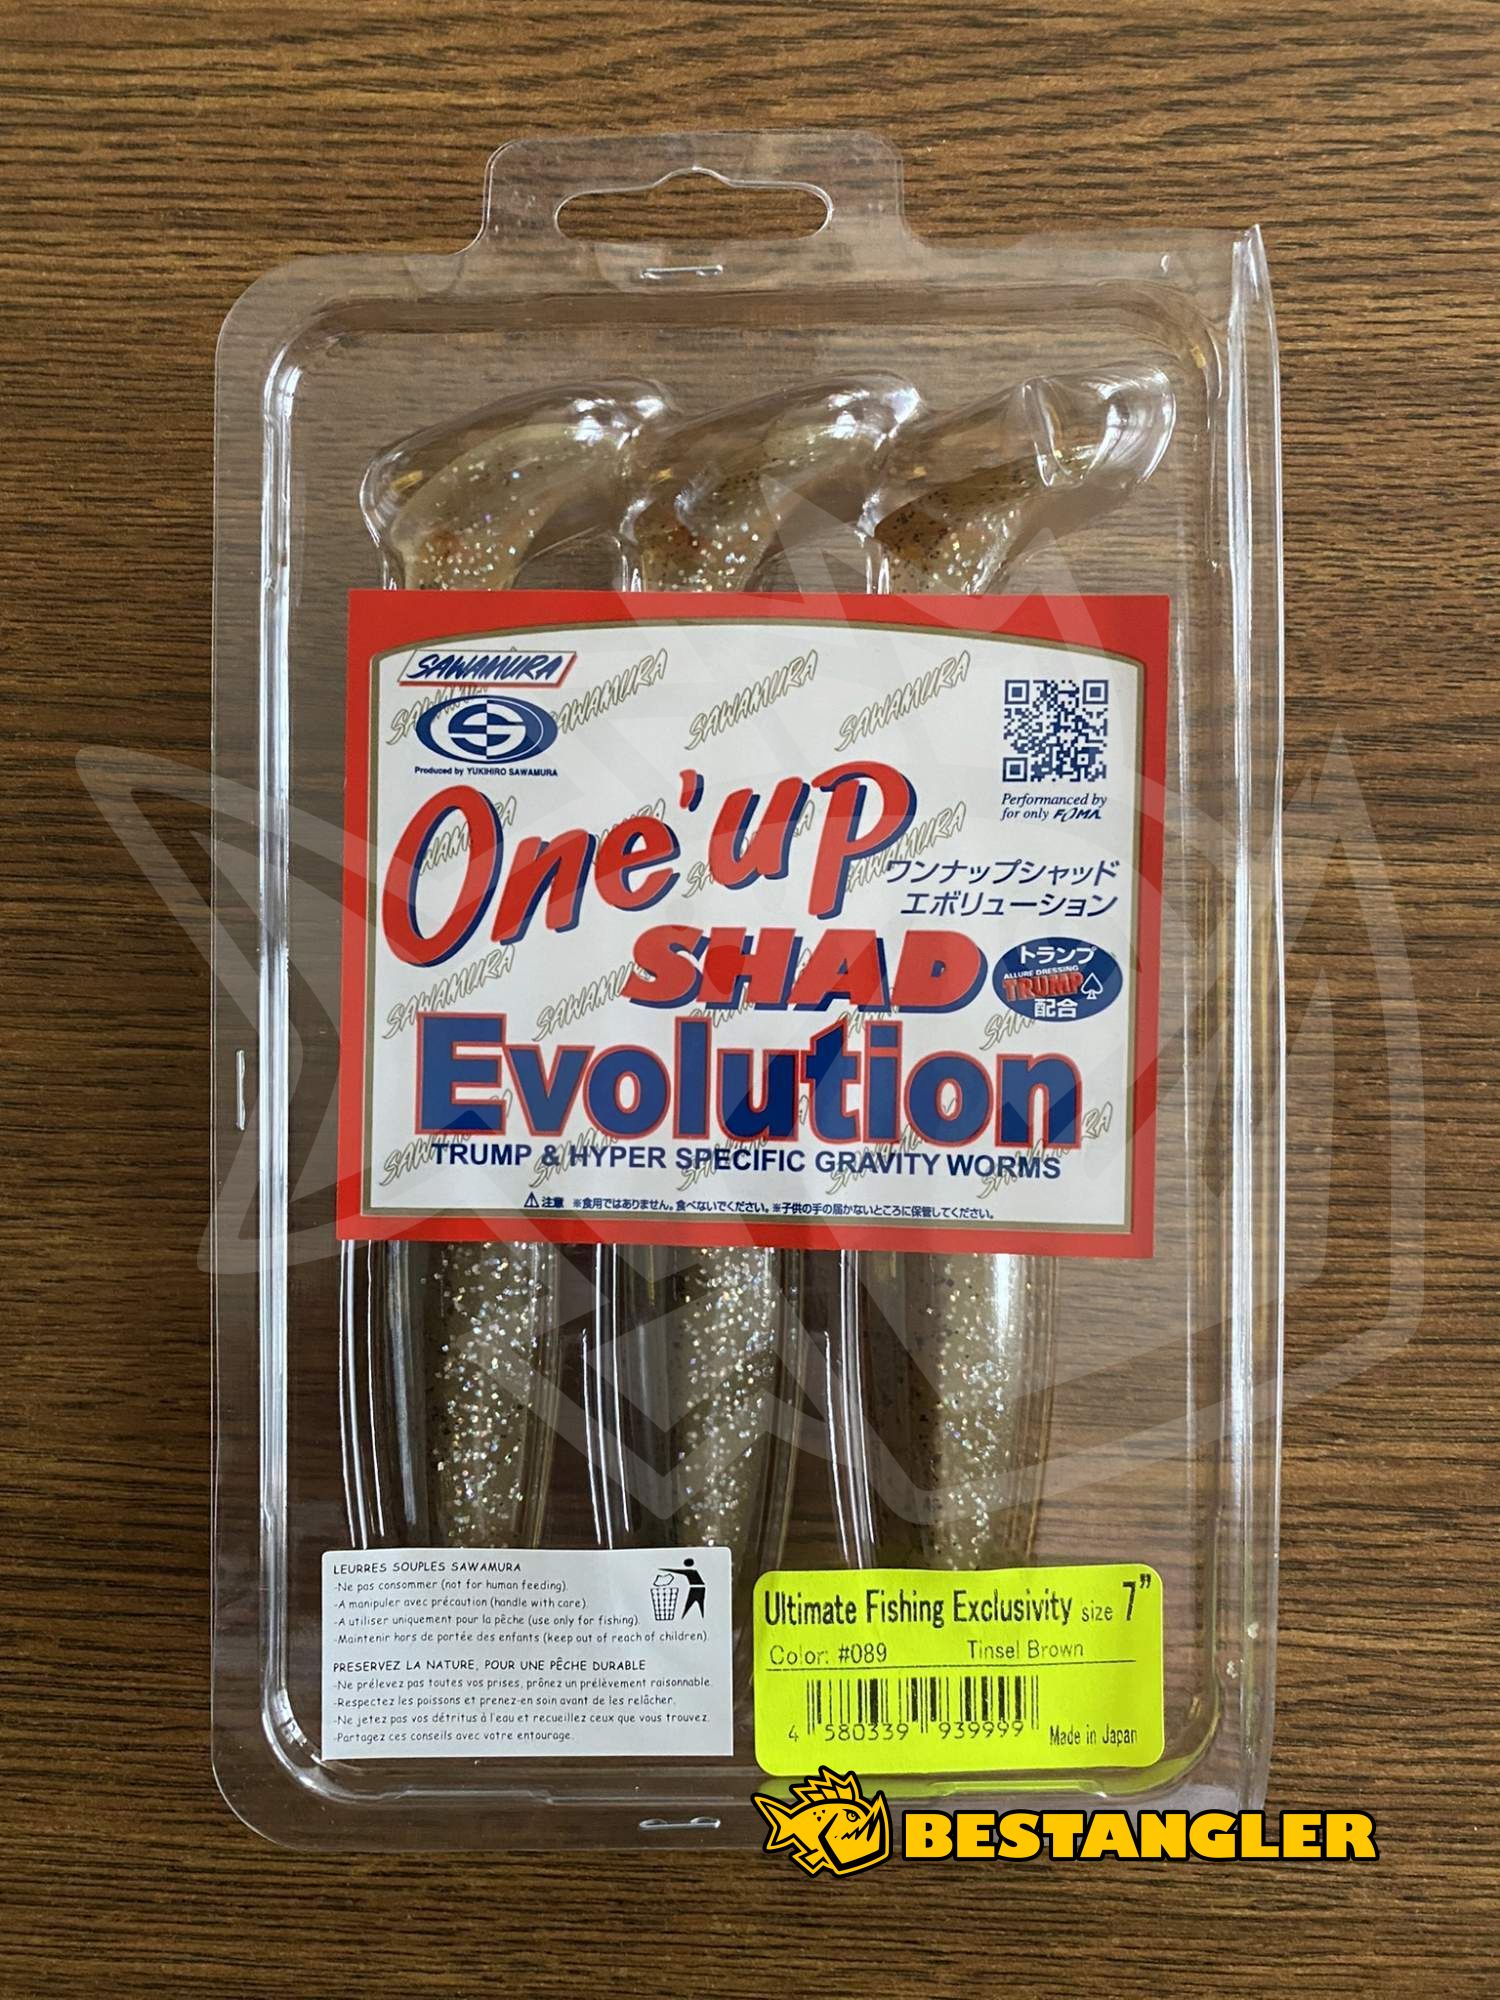 SAWAMURA
Produced by YUKIHIRO SAWAMURA
Performanced by
for only FOMA
One'up
ワンナップシャッド
エボリューション
SHAD
トランプ
ALLURE DRESSING
TRUMP
配合
Evolution
TRUMP & HYPER SPECIFIC GRAVITY WORMS
⚠注意 ※食用ではありません。食べないでください。※子供の手の届かないところに保管してください。
LEURRES SOUPLES SAWAMURA
-Ne pas consommer (not for human feeding).
-A manipuler avec précaution (handle with care).
-A utiliser uniquement pour la pêche (use only for fishing).
-Maintenir hors de portée des enfants (keep out of reach of children).
PRESERVEZ LA NATURE, POUR UNE PÊCHE DURABLE
-Ne prélevez pas toutes vos prises, prônez un prélèvement raisonnable.
-Respectez les poissons et prenez-en soin avant de les relâcher.
-Ne jetez pas vos détritus à l'eau et recueillez ceux que vous trouvez.
-Partagez ces conseils avec votre entourage.
Ultimate Fishing Exclusivity size 7"
Color: #089 Tinsel Brown
4 580339 939999
Made in Japan
BESTANGLER